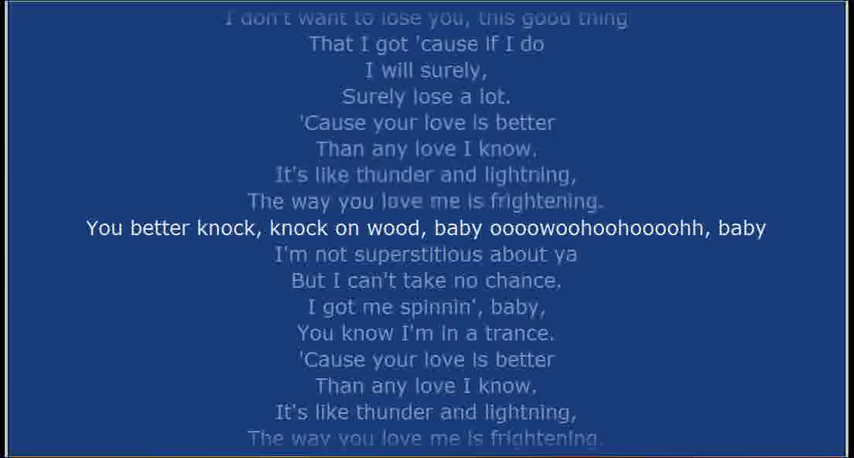 I don't want to lose you, this good thing
That I got 'cause if I do
I will surely,
Surely lose a lot.
'Cause your love is better
Than any love I know.
It's like thunder and lightning,
The way you love me is frightening.
You better knock, knock on wood, baby oooowoohoohoooohh, baby
I'm not superstitious about ya
But I can't take no chance.
I got me spinnin', baby,
You know I'm in a trance.
'Cause your love is better
Than any love I know.
It's like thunder and lightning,
The way you love me is frightening.